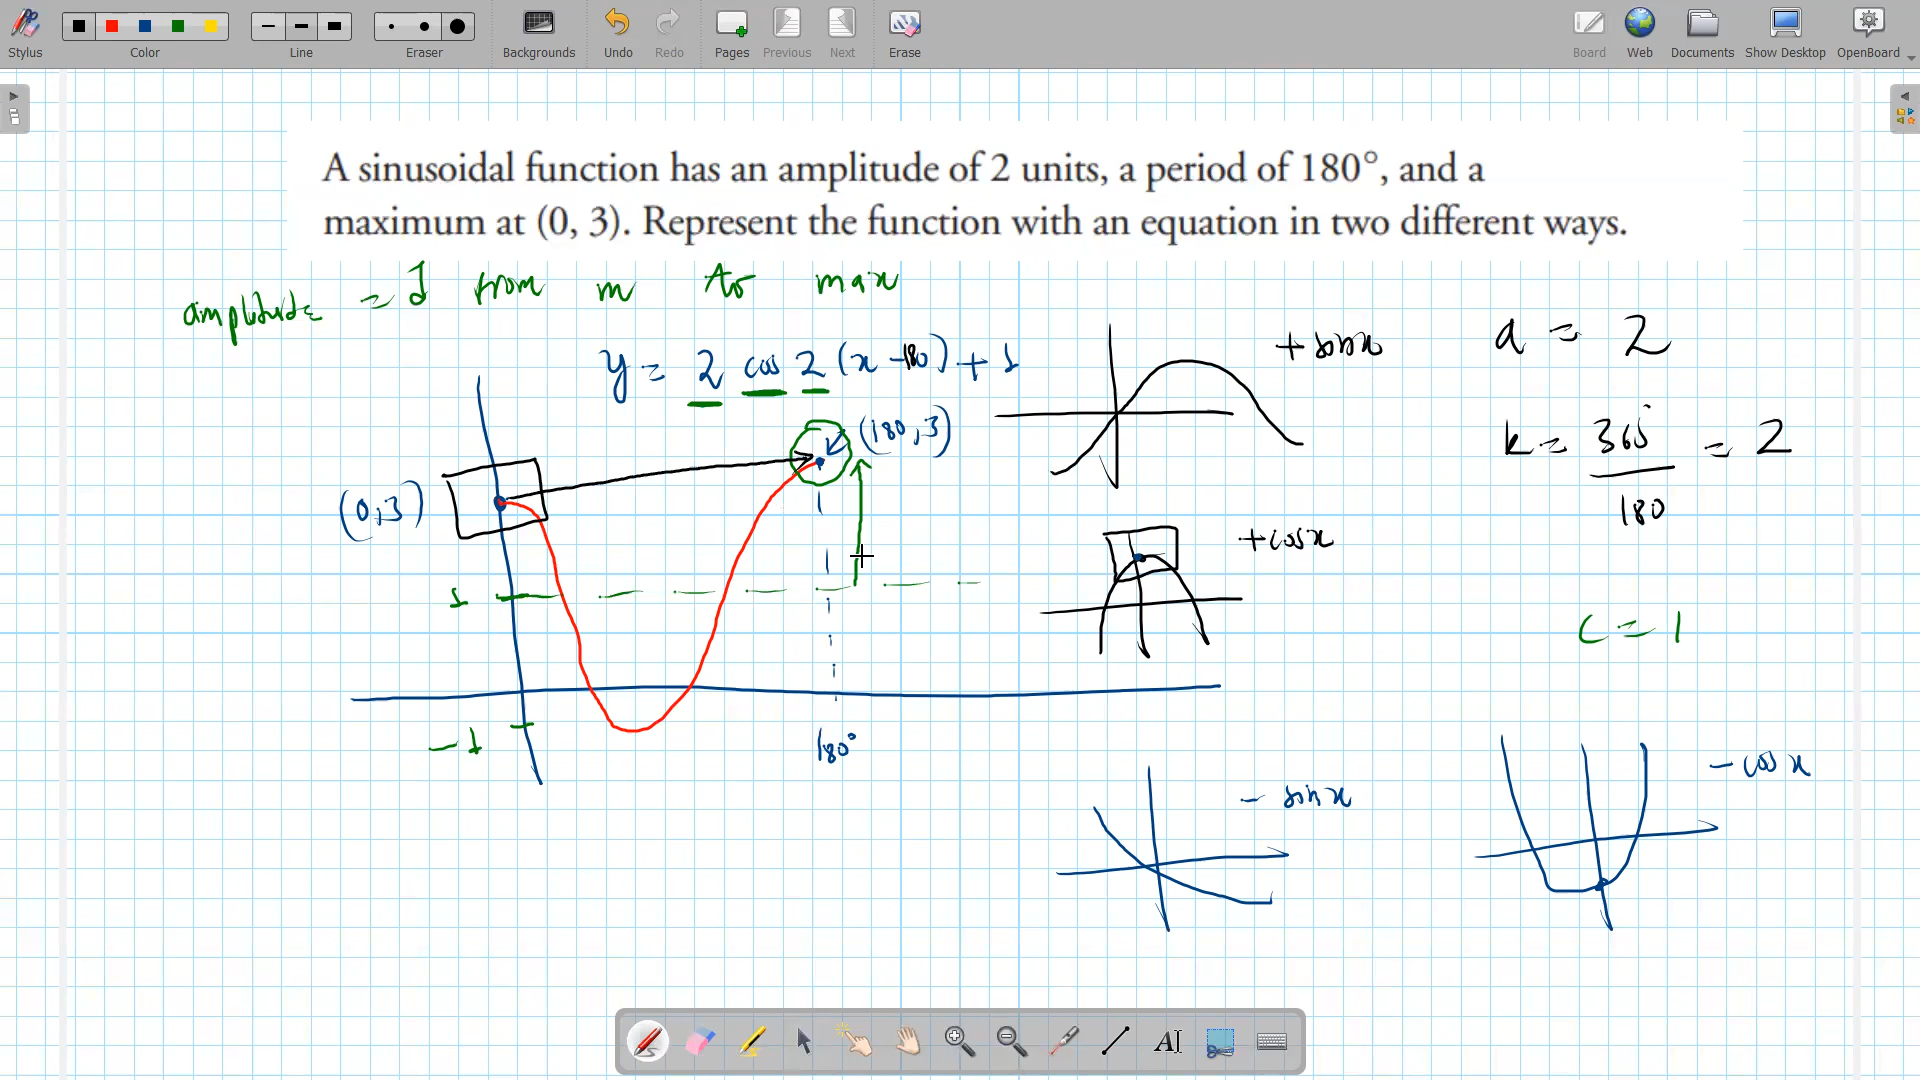 Stylus Color Line Eraser Backgrounds Undo Redo Pages Previous Next Erase Board Web Documents Show Desktop OpenBoard
A sinusoidal function has an amplitude of 2 units, a period of 180°, and a
maximum at (0, 3). Represent the function with an equation in two different ways.
amplitude = d from m to max
y = 2 cos 2 (x - 180) + 1
+ sin x
a = 2
(180, 3)
k = 360° / 180 = 2
(0, 3)
+ cos x
1
c = 1
-1
180°
- sin x
- cos x